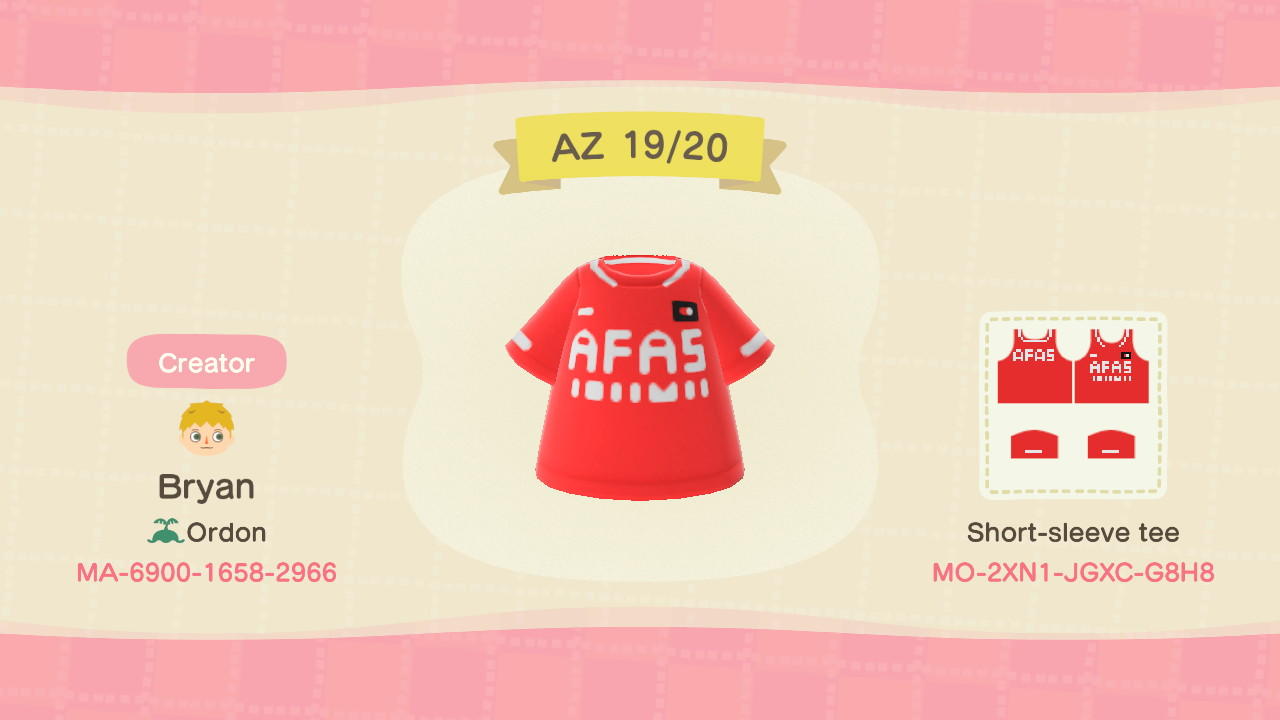 AZ 19/20
Creator
Bryan
Ordon
MA-6900-1658-2966
AFAS
AFAS
AFAS
Short-sleeve tee
MO-2XN1-JGXC-G8H8